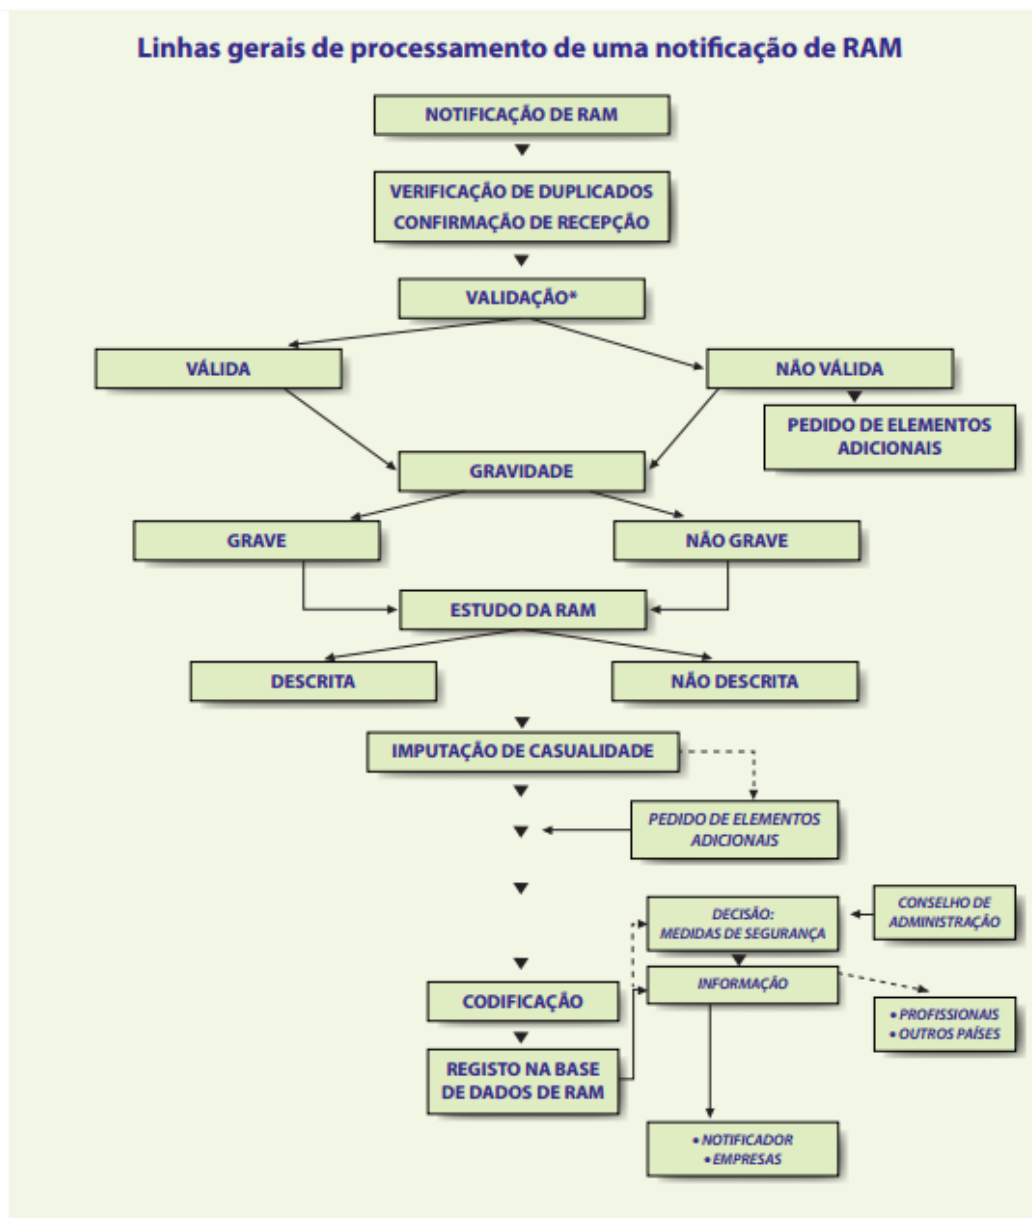 Linhas gerais de processamento de uma notificação de RAM
NOTIFICAÇÃO DE RAM
VERIFICAÇÃO DE DUPLICADOS
CONFIRMAÇÃO DE RECEPÇÃO
VALIDAÇÃO*
VÁLIDA
NÃO VÁLIDA
PEDIDO DE ELEMENTOS
ADICIONAIS
GRAVIDADE
GRAVE
NÃO GRAVE
ESTUDO DA RAM
DESCRITA
NÃO DESCRITA
IMPUTAÇÃO DE CASUALIDADE
PEDIDO DE ELEMENTOS
ADICIONAIS
DECISÃO:
MEDIDAS DE SEGURANÇA
CONSELHO DE
ADMINISTRAÇÃO
INFORMAÇÃO
CODIFICAÇÃO
• PROFISSIONAIS
• OUTROS PAÍSES
REGISTO NA BASE
DE DADOS DE RAM
• NOTIFICADOR
• EMPRESAS